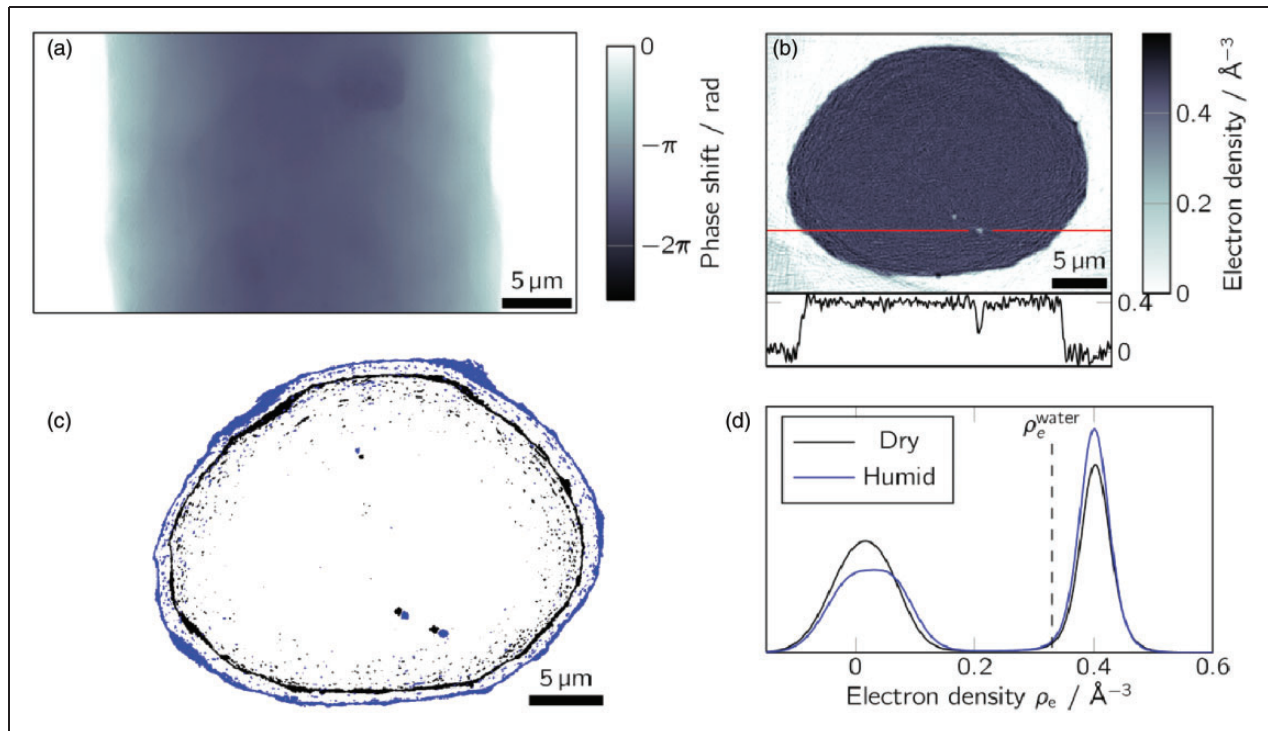 (a)
0
−π
−2π
Phase shift / rad
5 μm
(b)
0.4
0.2
0
Electron density / Å⁻³
5 μm
0.4
0
(c)
5 μm
(d)
Dry
Humid
ρₑʷᵃᵗᵉʳ
0
0.2
0.4
0.6
Electron density ρₑ / Å⁻³